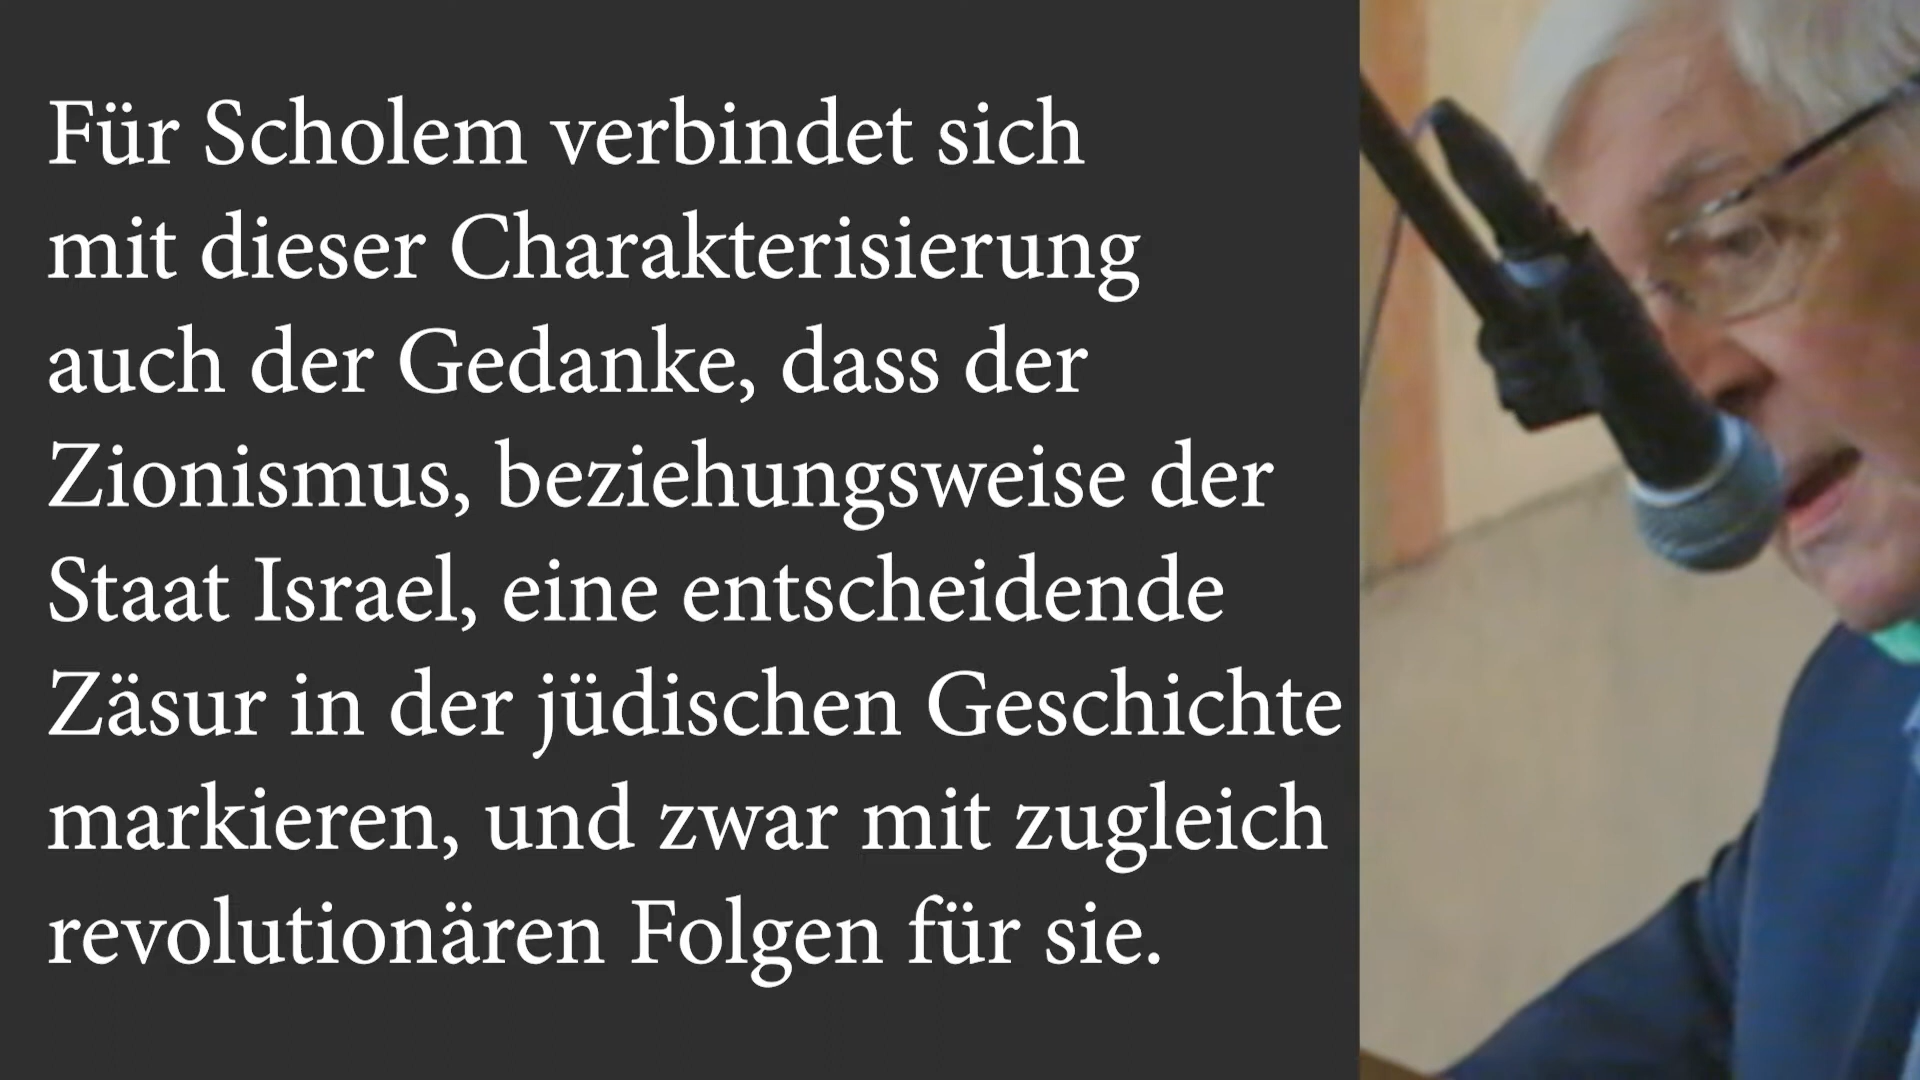 Für Scholem verbindet sich
mit dieser Charakterisierung
auch der Gedanke, dass der
Zionismus, beziehungsweise der
Staat Israel, eine entscheidende
Zäsur in der jüdischen Geschichte
markieren, und zwar mit zugleich
revolutionären Folgen für sie.